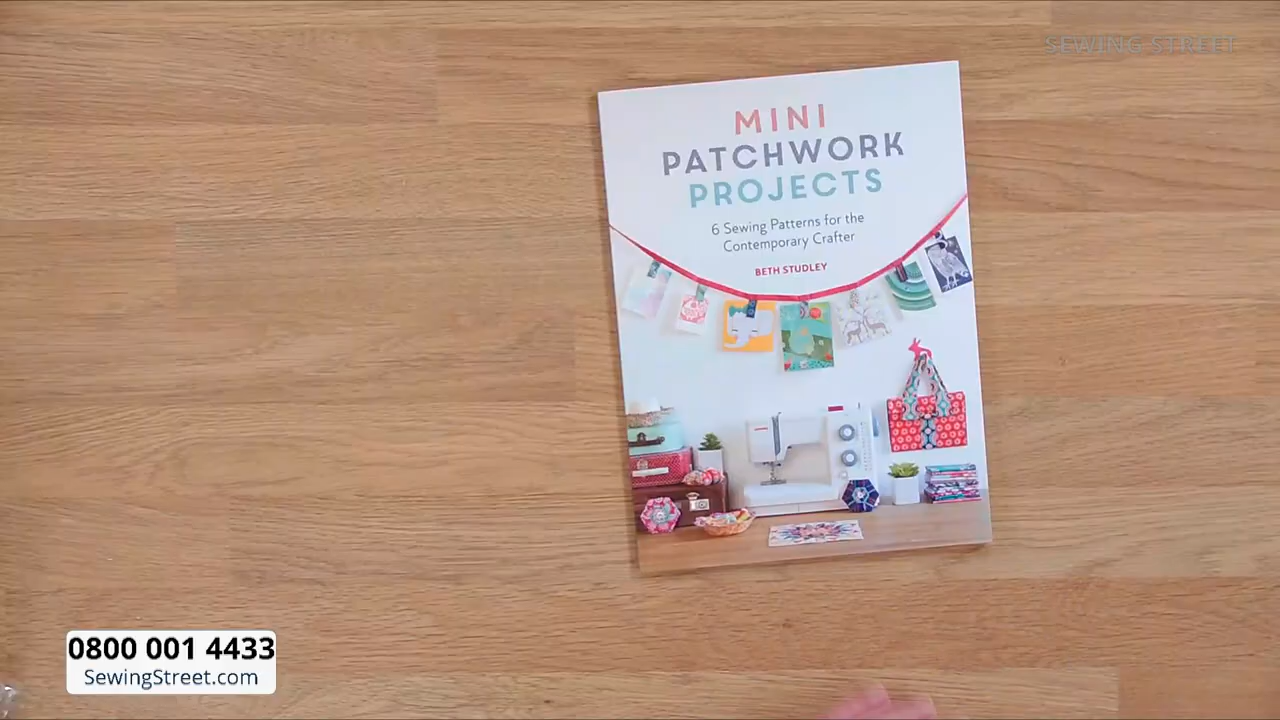 SEWING STREET
MINI
PATCHWORK
PROJECTS
6 Sewing Patterns for the
Contemporary Crafter
BETH STUDLEY
0800 001 4433
SewingStreet.com